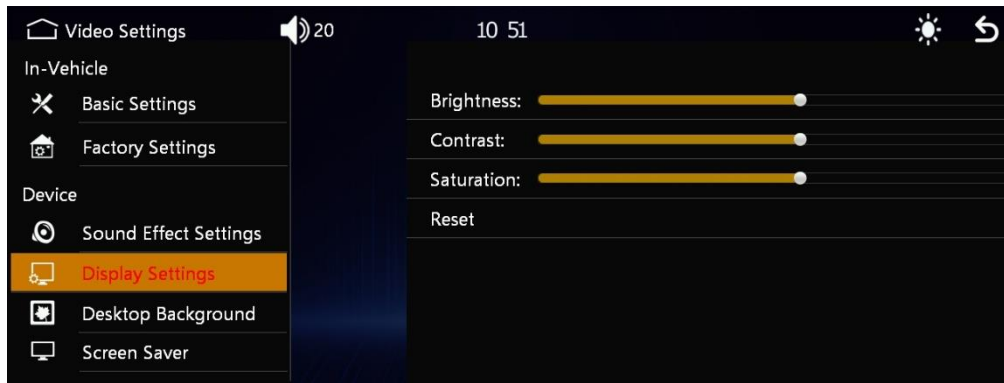 Video Settings 20 10 51
In-Vehicle
Basic Settings
Factory Settings
Device
Sound Effect Settings
Display Settings
Desktop Background
Screen Saver
Brightness:
Contrast:
Saturation:
Reset